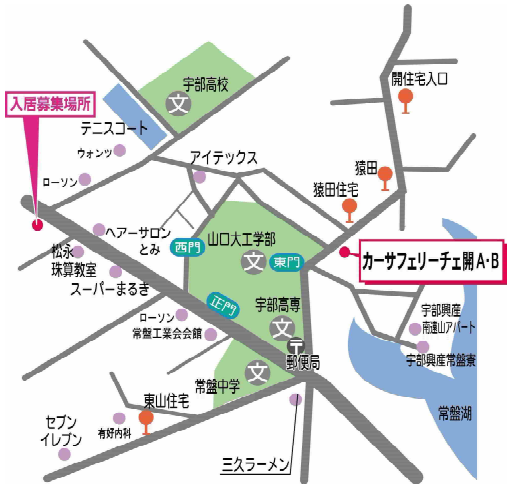 宇部高校
文
開住宅入口
入居募集場所
テニスコート
ウォンツ
アイテックス
猿田
ローソン
猿田住宅
ヘアーサロン
とみ
西門
山口大工学部
文
東門
カーサフェリーチェ開A・B
松永
珠算教室
スーパーまるき
正門
宇部高専
文
宇部興産
南遠山アパート
ローソン
常盤工業会会館
〒
郵便局
宇部興産常盤寮
常盤中学
文
東山住宅
常盤湖
セブン
イレブン
有好内科
三久ラーメン